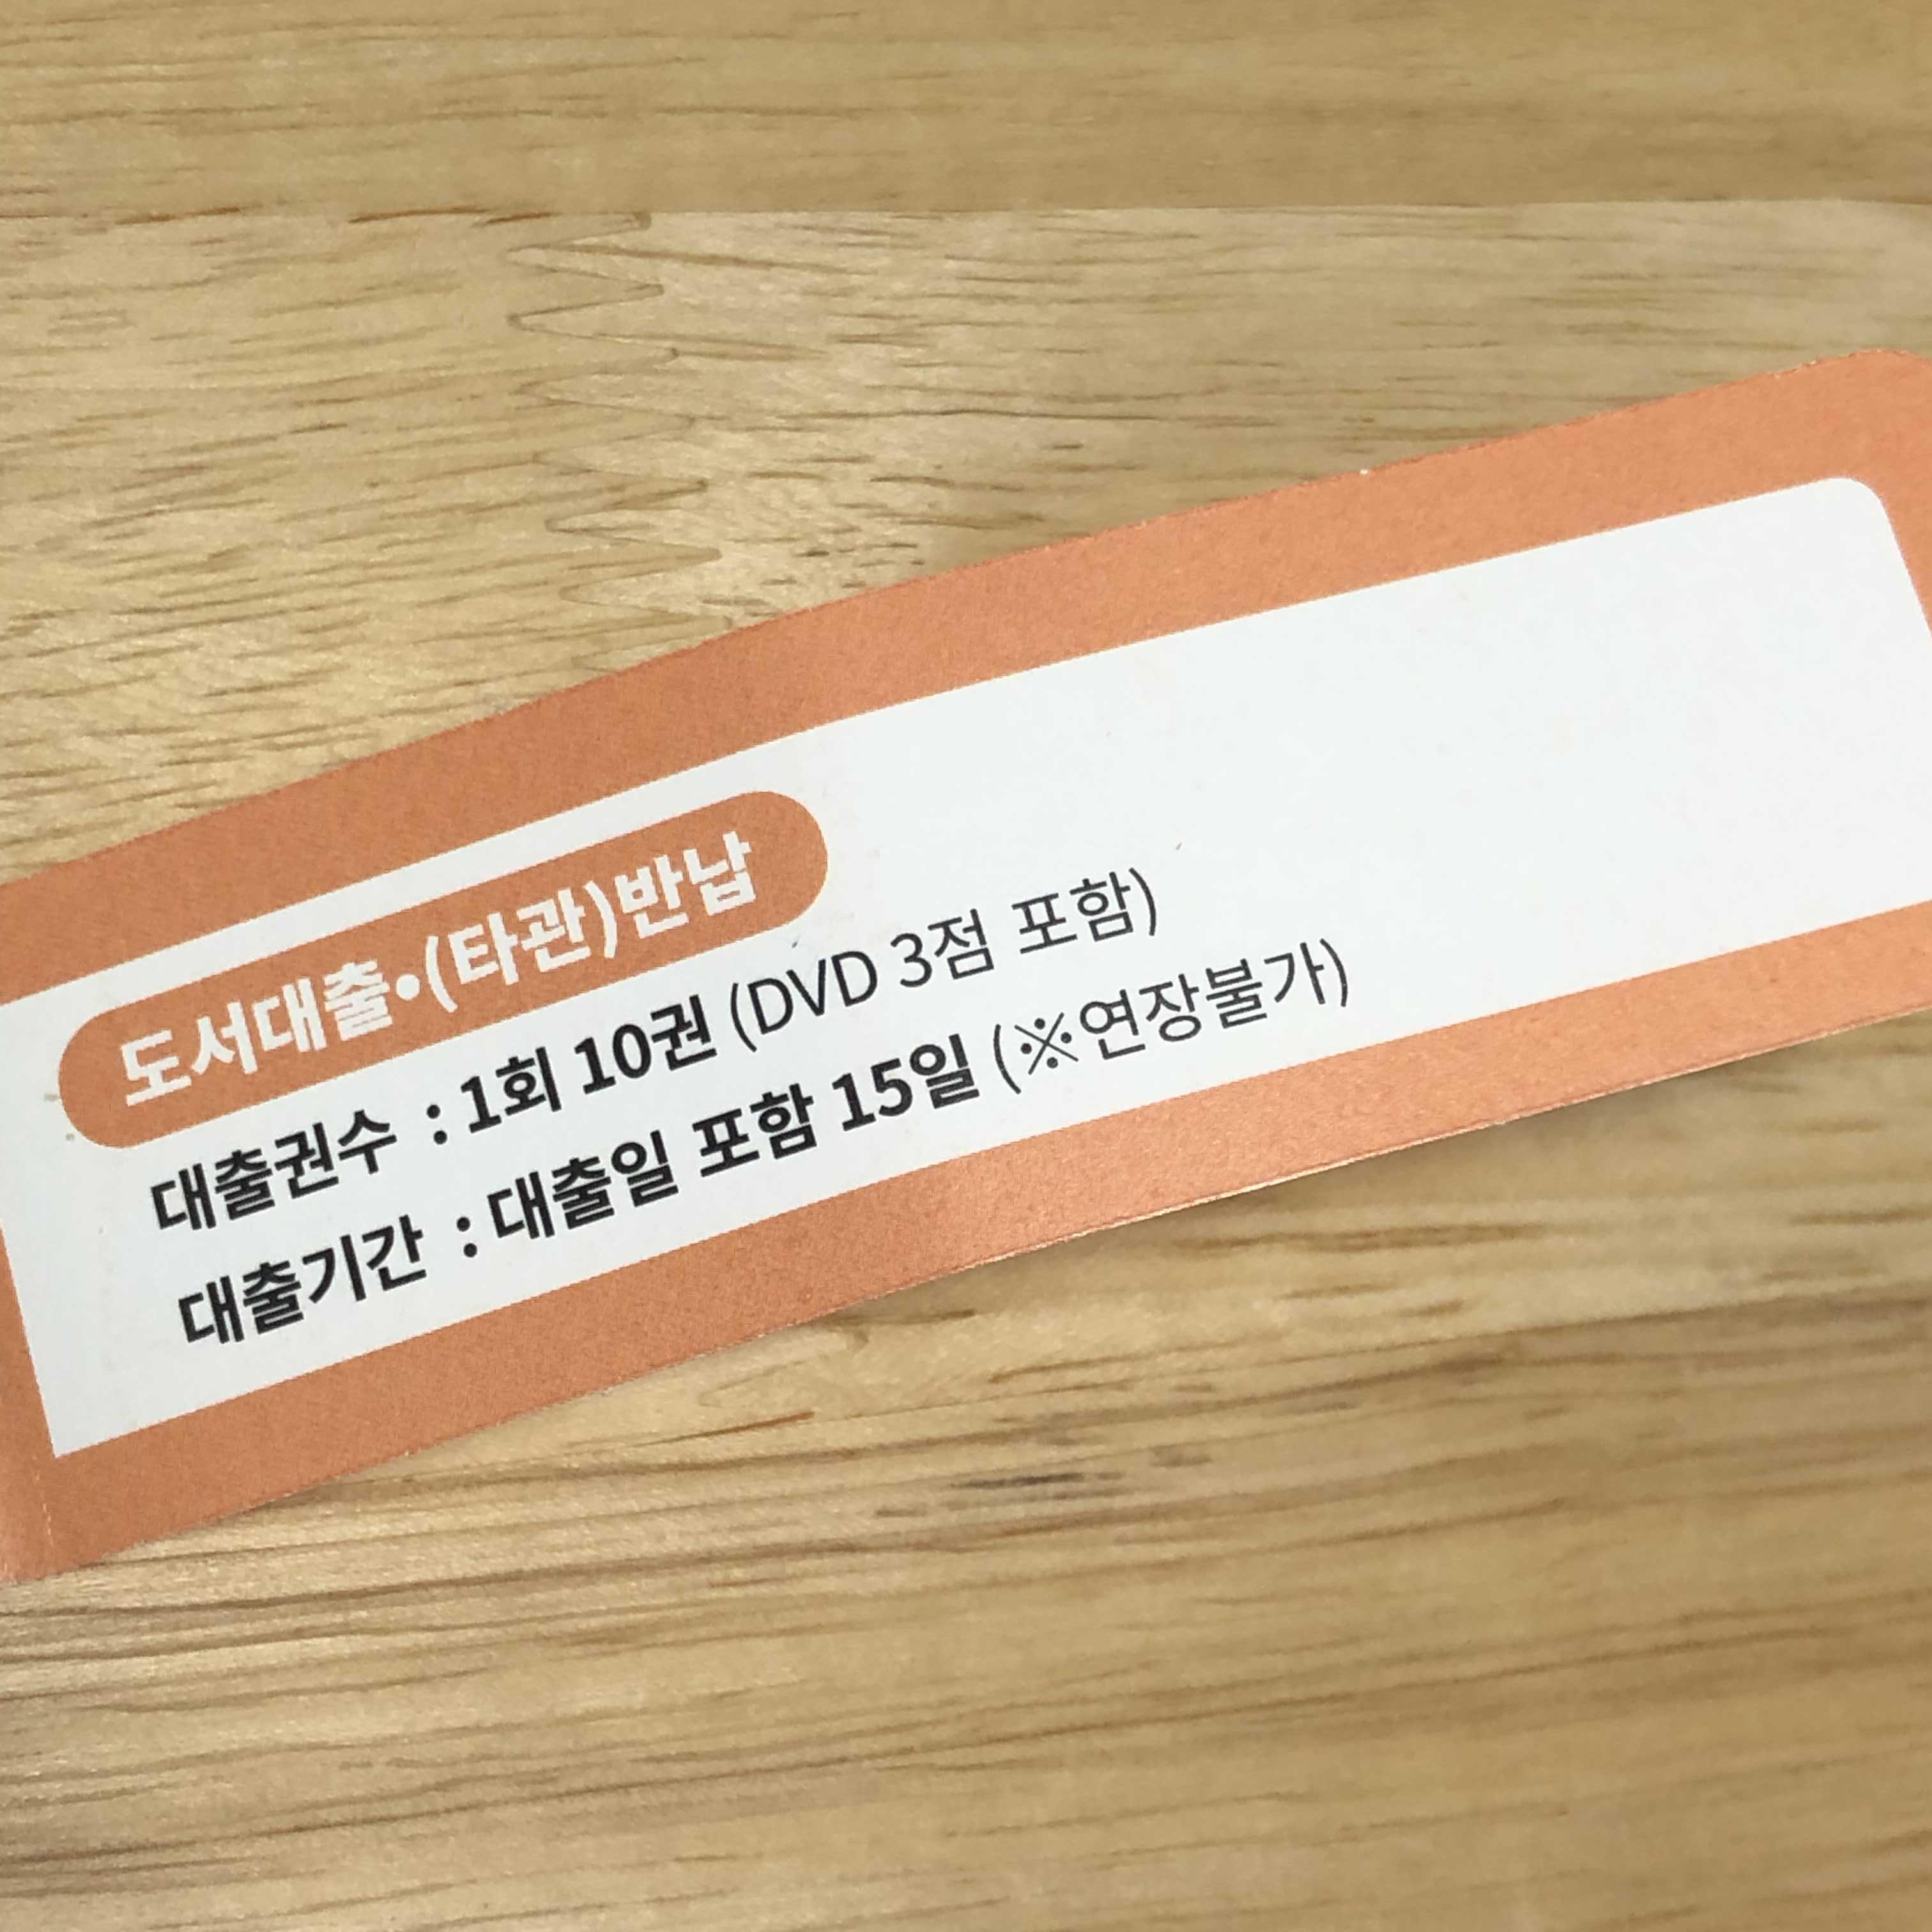 도서대출•(타관)반납
대출권수 : 1회 10권 (DVD 3점 포함)
대출기간 : 대출일 포함 15일 (※연장불가)